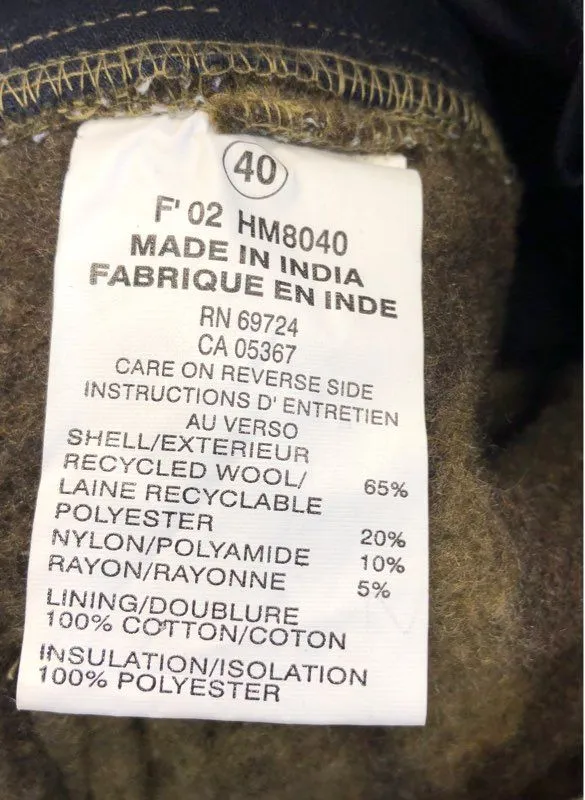 40
F' 02 HM8040
MADE IN INDIA
FABRIQUE EN INDE
RN 69724
CA 05367
CARE ON REVERSE SIDE
INSTRUCTIONS D' ENTRETIEN
AU VERSO
SHELL/EXTERIEUR
RECYCLED WOOL/ 65%
LAINE RECYCLABLE
POLYESTER 20%
NYLON/POLYAMIDE 10%
RAYON/RAYONNE 5%
LINING/DOUBLURE
100% COTTON/COTON
INSULATION/ISOLATION
100% POLYESTER